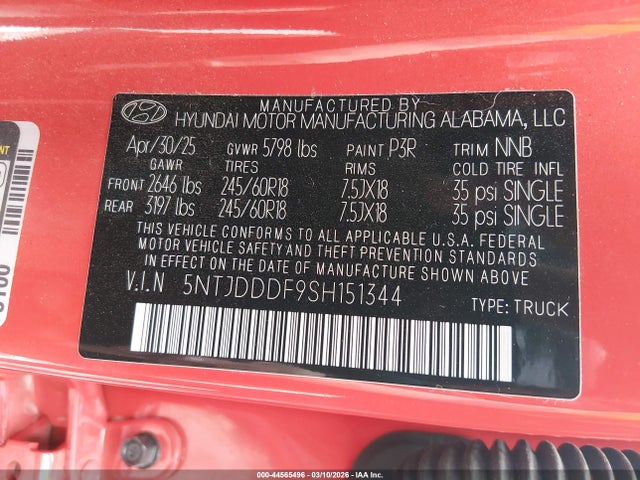 MANUFACTURED BY
HYUNDAI MOTOR MANUFACTURING ALABAMA, LLC
Apr/30/25 GVWR 5798 lbs PAINT P3R TRIM NNB
GAWR TIRES RIMS COLD TIRE INFL
FRONT 2646 lbs 245/60R18 7.5JX18 35 psi SINGLE
REAR 3197 lbs 245/60R18 7.5JX18 35 psi SINGLE
THIS VEHICLE CONFORMS TO ALL APPLICABLE U.S.A. FEDERAL
MOTOR VEHICLE SAFETY AND THEFT PREVENTION STANDARDS
IN EFFECT ON THE DATE OF MANUFACTURE SHOWN ABOVE.
V.I.N 5NTJDDDF9SH151344
TYPE: TRUCK
00-44565496 - 03/10/2026 - IAA Inc.